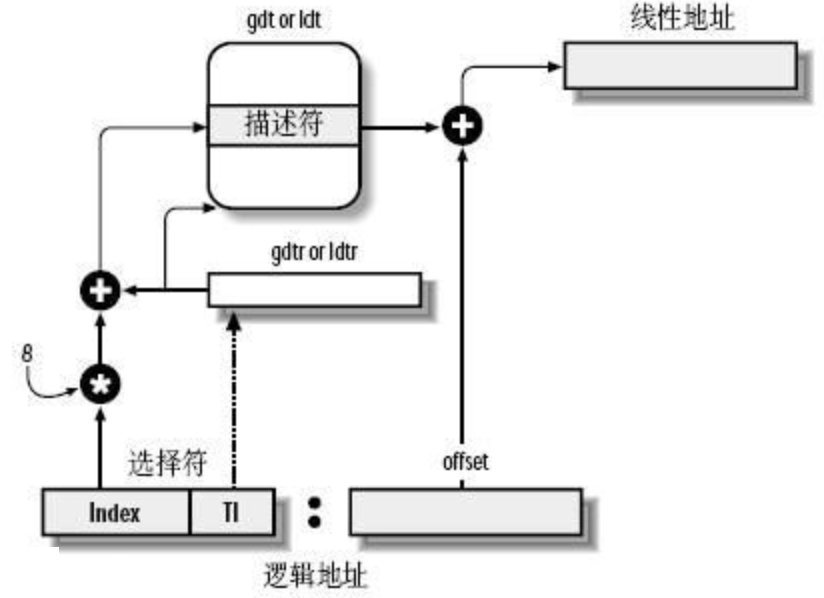 gdt or ldt
线性地址
描述符
+
gdtr or ldtr
+
8
*
选择符
offset
Index
TI
:
逻辑地址